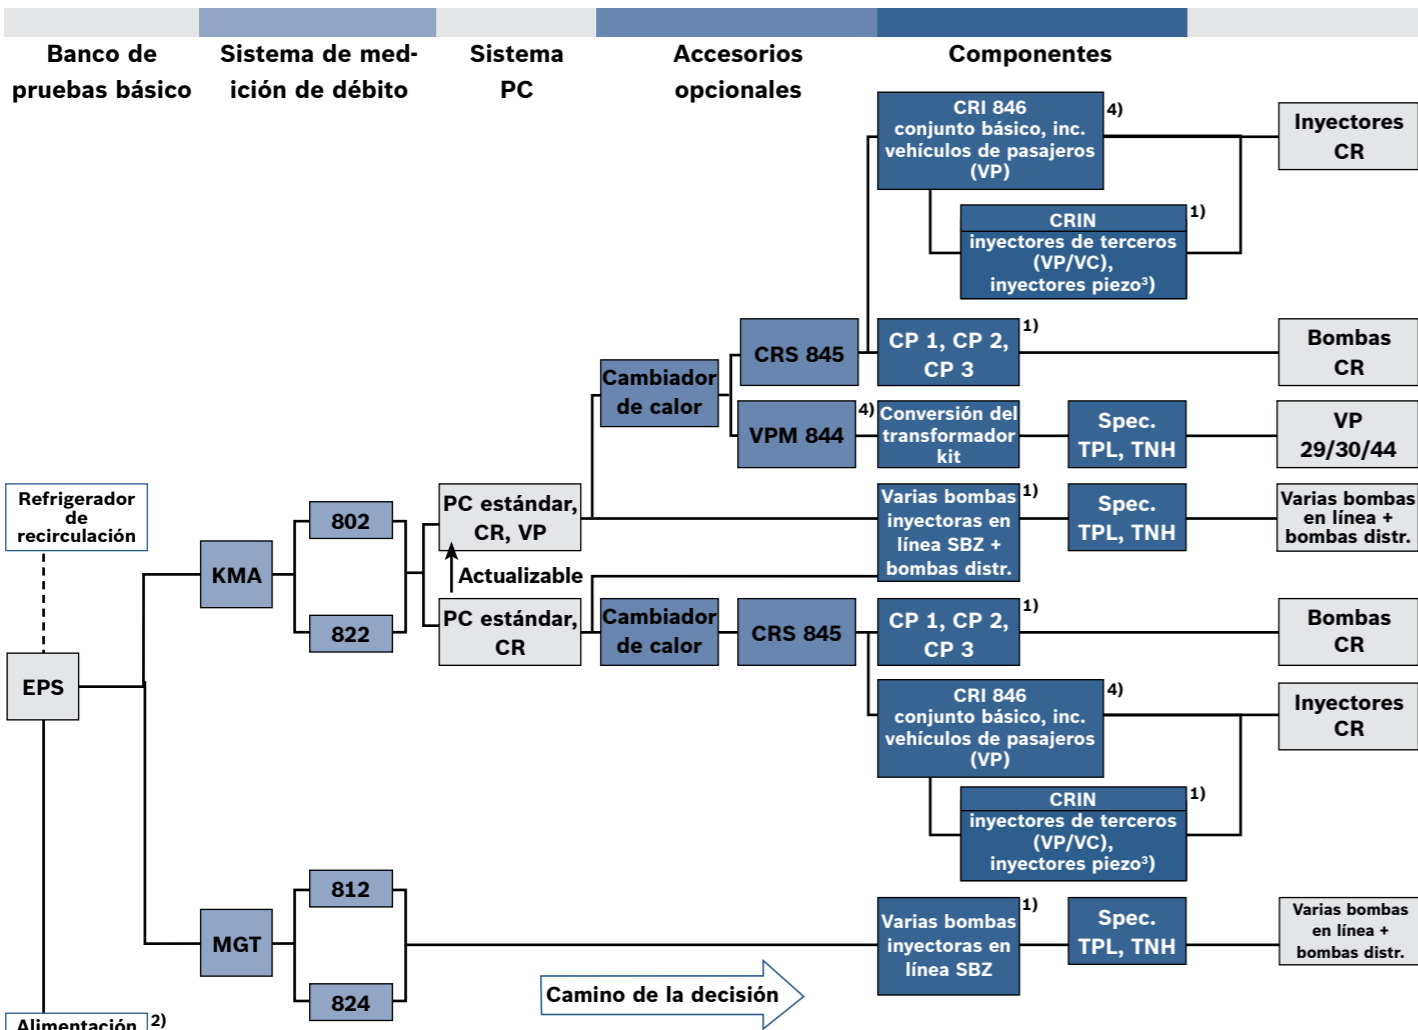 Banco de
pruebas básico
Sistema de med-
ición de débito
Sistema
PC
Accesorios
opcionales
Componentes
CRI 846
conjunto básico, inc.
vehículos de pasajeros
(VP)
4)
Inyectores
CR
CRIN
inyectores de terceros
(VP/VC),
inyectores piezo³)
1)
CRS 845
CP 1, CP 2,
CP 3
1)
Bombas
CR
Cambiador
de calor
VPM 844
4)
Conversión del
transformador
kit
Spec.
TPL, TNH
VP
29/30/44
Refrigerador
de
recirculación
802
PC estándar,
CR, VP
Varias bombas
inyectoras en
línea SBZ +
bombas distr.
1)
Spec.
TPL, TNH
Varias bombas
en línea +
bombas distr.
KMA
Actualizable
822
PC estándar,
CR
Cambiador
de calor
CRS 845
CP 1, CP 2,
CP 3
1)
Bombas
CR
EPS
CRI 846
conjunto básico, inc.
vehículos de pasajeros
(VP)
4)
Inyectores
CR
CRIN
inyectores de terceros
(VP/VC),
inyectores piezo³)
1)
812
MGT
824
Varias bombas
inyectoras en
línea SBZ
1)
Spec.
TPL, TNH
Varias bombas
en línea +
bombas distr.
Camino de la decisión
Alimentación
2)